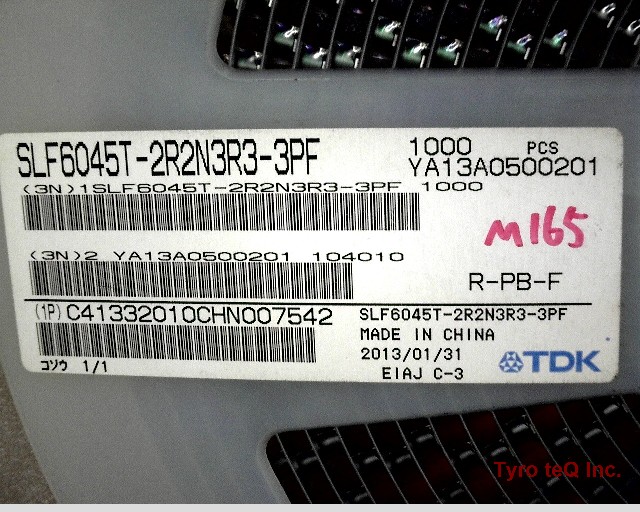 SLF6045T-2R2N3R3-3PF
1000 PCS
YA13A0500201
(3N)1SLF6045T-2R2N3R3-3PF 1000
M165
(3N)2 YA13A0500201 104010
R-PB-F
(1P) C41332010CHN007542
SLF6045T-2R2N3R3-3PF
MADE IN CHINA
2013/01/31
EIAJ C-3
TDK
コゾウ 1/1
Tyro teQ Inc.